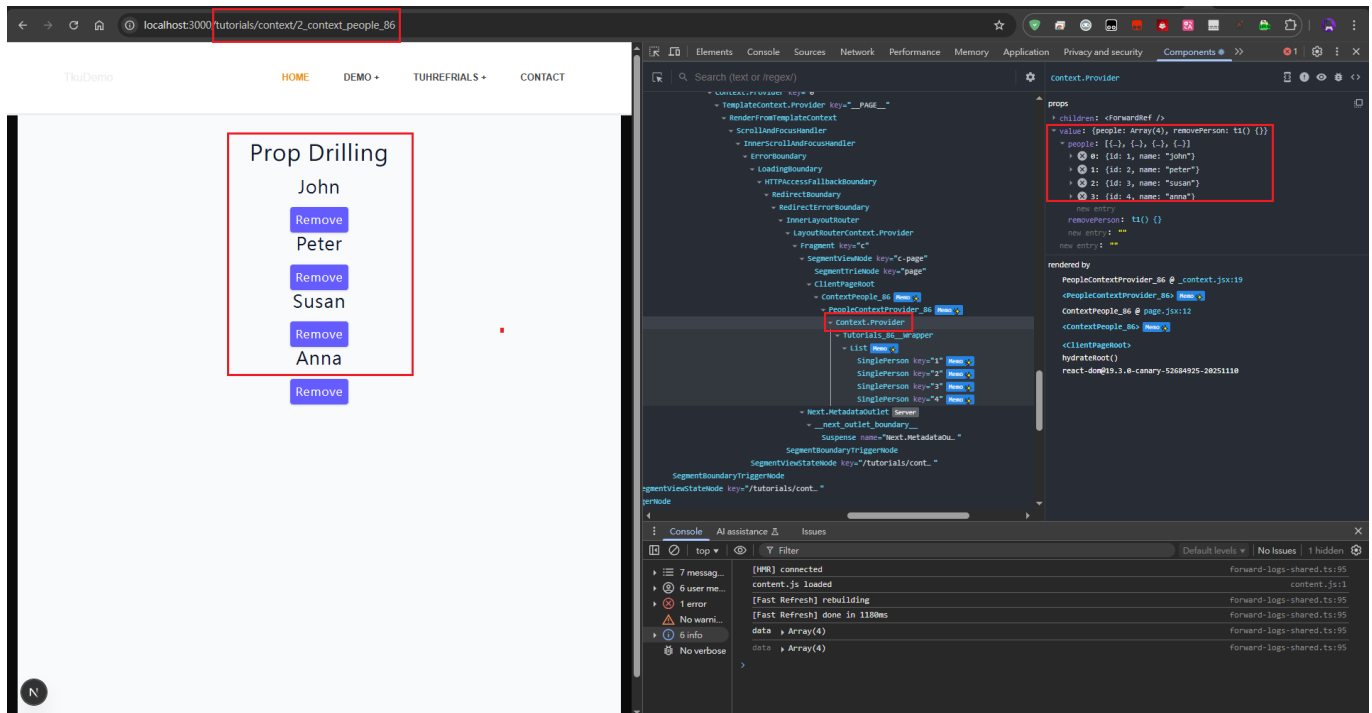 localhost:3000/tutorials/context/2_context_people_86
TkuDemo
HOME
DEMO +
TUHREFRIALS +
CONTACT
Prop Drilling
John
Remove
Peter
Remove
Susan
Remove
Anna
Remove
N
Elements Console Sources Network Performance Memory Application Privacy and security Components 1
Search (text or /regex/)
Context.Provider key="0"
TemplateContext.Provider key="__PAGE__"
RenderFromTemplateContext
ScrollAndFocusHandler
InnerScrollAndFocusHandler
ErrorBoundary
LoadingBoundary
HTTPAccessFallbackBoundary
RedirectBoundary
RedirectErrorBoundary
InnerLayoutRouter
LayoutRouterContext.Provider
Fragment key="c"
SegmentViewNode key="c-page"
SegmentTrieNode key="page"
ClientPageRoot
ContextPeople_86 Memo
PeopleContextProvider_86 Memo
Context.Provider
Tutorials_86__Wrapper
List Memo
SinglePerson key="1" Memo
SinglePerson key="2" Memo
SinglePerson key="3" Memo
SinglePerson key="4" Memo
Next.MetadataOutlet Server
__next_outlet_boundary__
Suspense name="Next.MetadataOu… "
SegmentBoundaryTriggerNode
SegmentViewStateNode key="/tutorials/cont… "
SegmentBoundaryTriggerNode
egmentViewStateNode key="/tutorials/cont… "
gerNode
Context.Provider
props
children: <ForwardRef />
value: {people: Array(4), removePerson: t1() {}}
people: [{…}, {…}, {…}, {…}]
0: {id: 1, name: "john"}
1: {id: 2, name: "peter"}
2: {id: 3, name: "susan"}
3: {id: 4, name: "anna"}
new entry
removePerson: t1() {}
new entry: ""
new entry: ""
rendered by
PeopleContextProvider_86 @ _context.jsx:19
<PeopleContextProvider_86> Memo
ContextPeople_86 @ page.jsx:12
<ContextPeople_86> Memo
<ClientPageRoot>
hydrateRoot()
react-dom@19.3.0-canary-52684925-20251110
Console AI assistance Issues
top Filter Default levels No Issues 1 hidden
7 messag...
6 user me...
1 error
No warni...
6 info
No verbose
[HMR] connected forward-logs-shared.ts:95
content.js loaded content.js:1
[Fast Refresh] rebuilding forward-logs-shared.ts:95
[Fast Refresh] done in 1180ms forward-logs-shared.ts:95
data Array(4) forward-logs-shared.ts:95
data Array(4) forward-logs-shared.ts:95